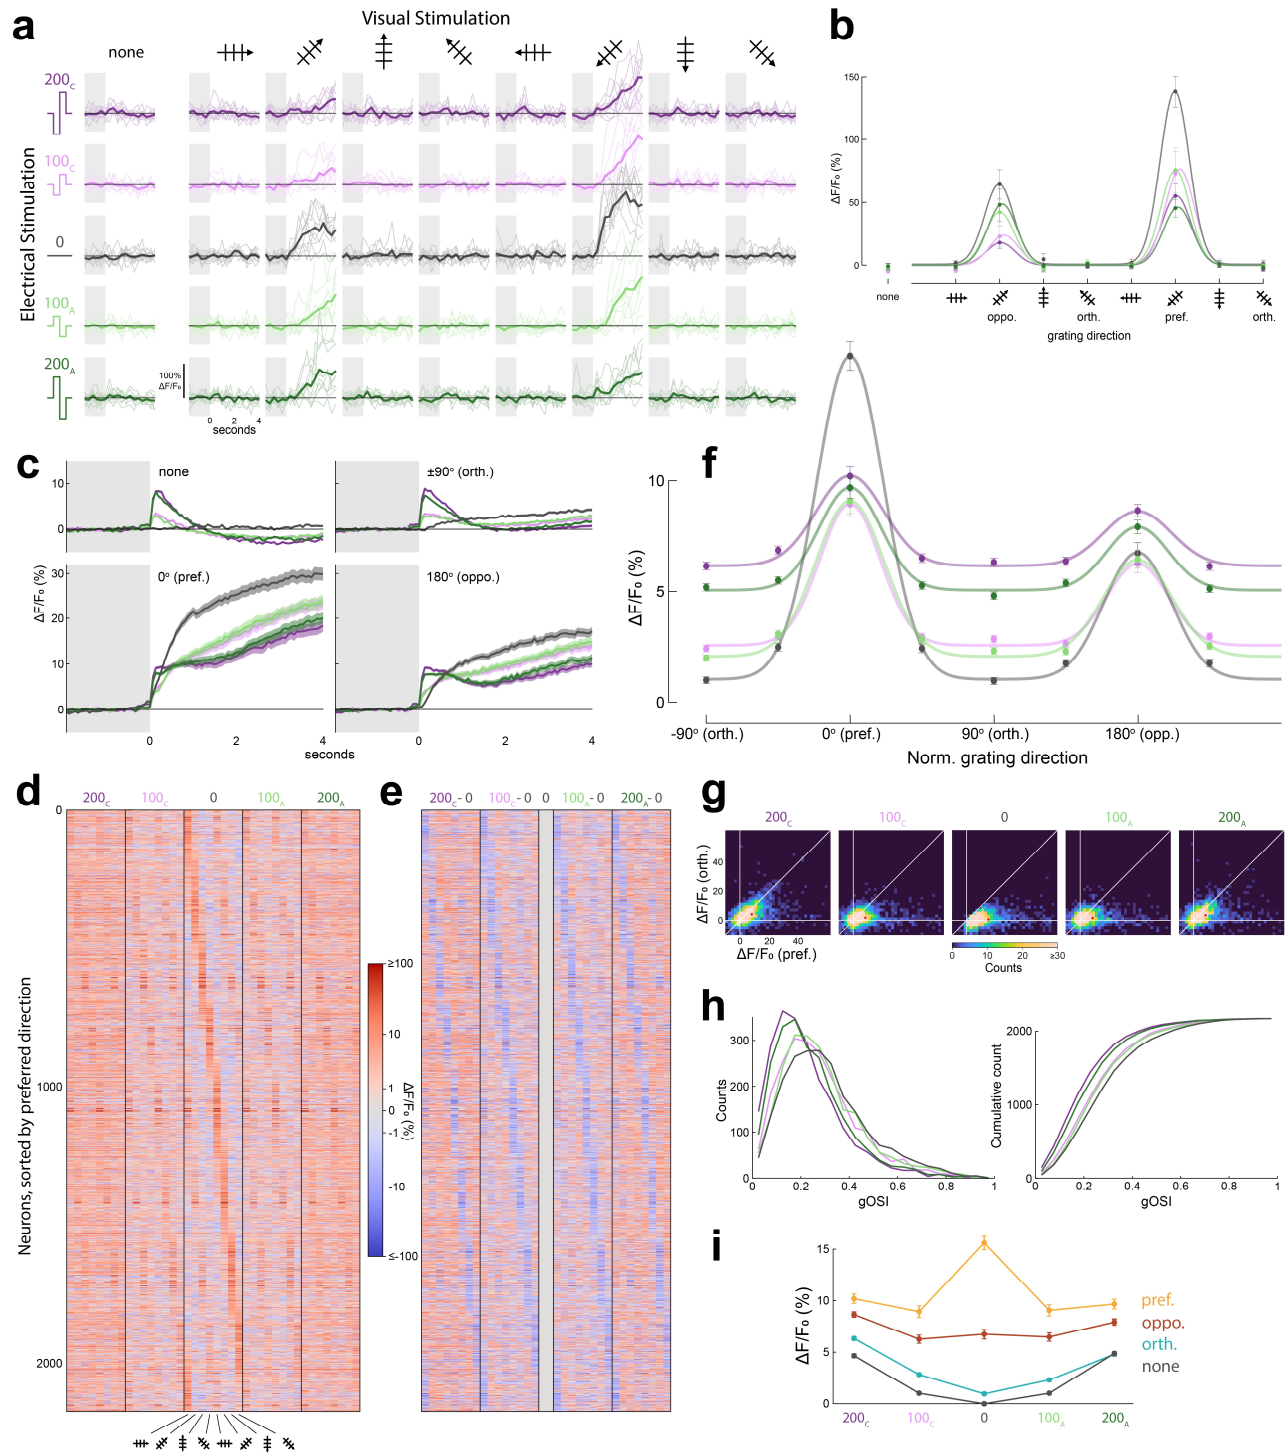 a
Visual Stimulation
none
Electrical Stimulation
200C
100C
0
100A
200A
100%
ΔF/F₀
0 2 4
seconds
b
150
100
50
0
ΔF/F₀ (%)
none
oppo.
orth.
pref.
orth.
grating direction
c
none
±90° (orth.)
10
0
0° (pref.)
180° (oppo.)
30
20
10
0
ΔF/F₀ (%)
0 2 4
0 2 4
seconds
f
10
5
0
ΔF/F₀ (%)
-90° (orth.)
0° (pref.)
90° (orth.)
180° (opp.)
Norm. grating direction
d
200C
100C
0
100A
200A
0
1000
2000
Neurons, sorted by preferred direction
≥100
10
1
0
-1
-10
≤-100
ΔF/F₀ (%)
e
200C - 0
100C - 0
0
100A - 0
200A - 0
g
200C
100C
0
100A
200A
ΔF/F₀ (orth.)
40
20
0
0 20 40
ΔF/F₀ (pref.)
0 10 20 ≥30
Counts
h
300
200
100
0
Counts
0 0.2 0.4 0.6 0.8 1
gOSI
2000
1000
0
Cumulative count
0 0.2 0.4 0.6 0.8 1
gOSI
i
15
10
5
0
ΔF/F₀ (%)
pref.
oppo.
orth.
none
200C
100C
0
100A
200A